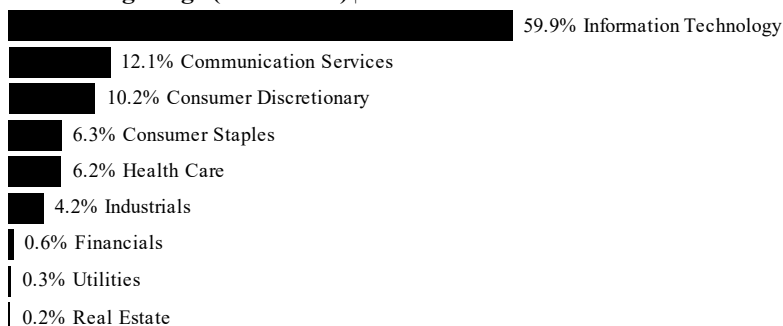 59.9% Information Technology
12.1% Communication Services
10.2% Consumer Discretionary
6.3% Consumer Staples
6.2% Health Care
4.2% Industrials
0.6% Financials
0.3% Utilities
0.2% Real Estate